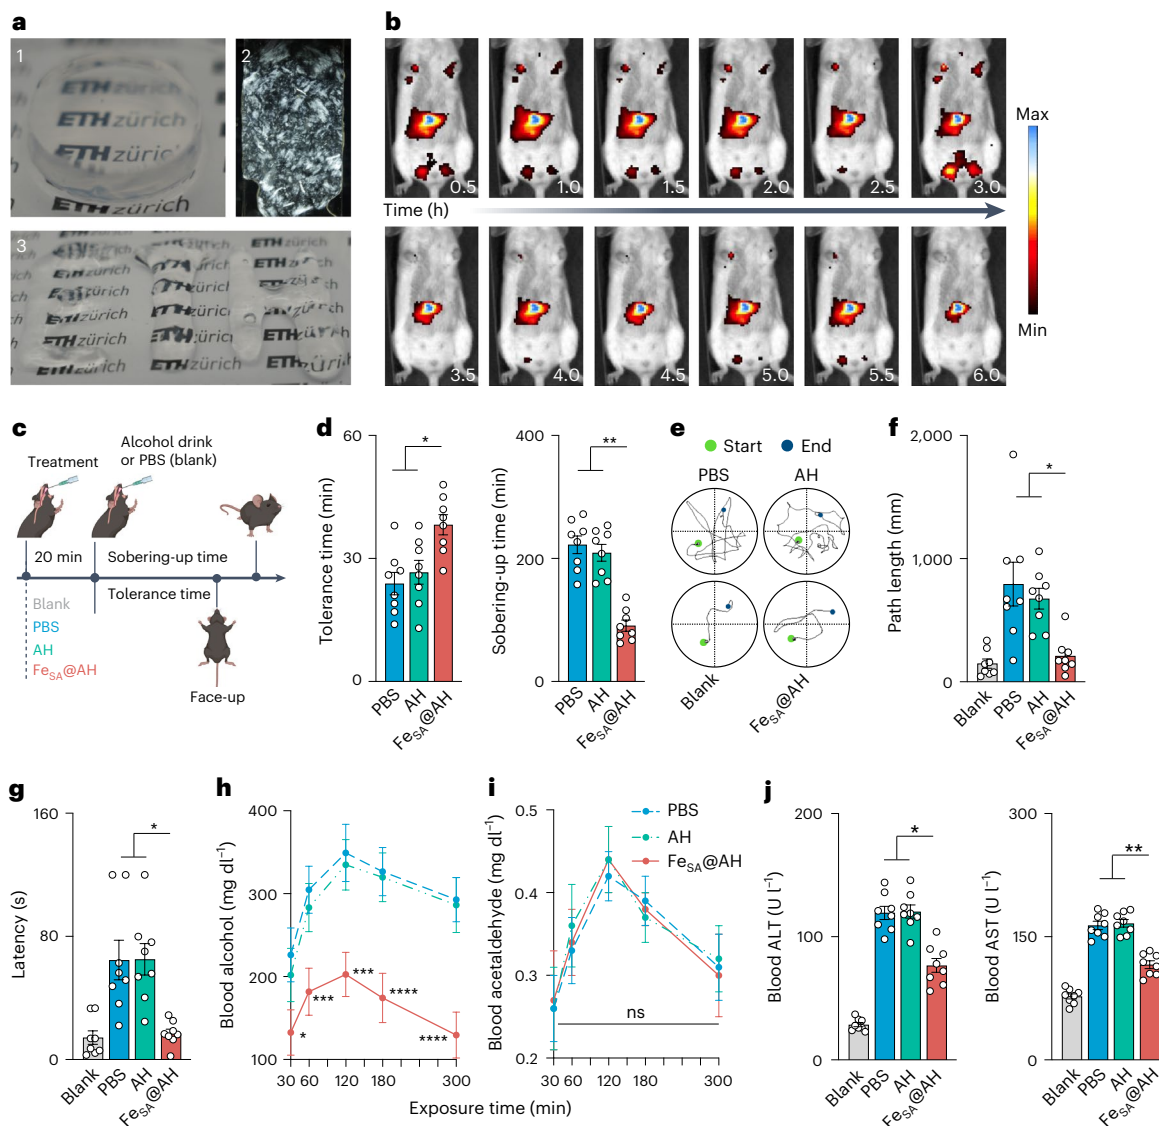 a
1
ETH zürich
ETH zürich
ETH zürich
ETH zürich
2
3
ETH zürich
b
0.5
1.0
1.5
2.0
2.5
3.0
Time (h)
3.5
4.0
4.5
5.0
5.5
6.0
Max
Min
c
Treatment
Alcohol drink
or PBS (blank)
20 min
Sobering-up time
Tolerance time
Blank
PBS
AH
FeSA@AH
Face-up
d
Tolerance time (min)
60
30
0
*
PBS
AH
FeSA@AH
Sobering-up time (min)
400
200
0
**
PBS
AH
FeSA@AH
e
Start
End
PBS
AH
Blank
FeSA@AH
f
Path length (mm)
2,000
1,000
0
*
Blank
PBS
AH
FeSA@AH
g
Latency (s)
160
80
0
*
Blank
PBS
AH
FeSA@AH
h
Blood alcohol (mg dl⁻¹)
400
300
200
100
*
***
***
****
****
30 60 120 180 300
i
Blood acetaldehyde (mg dl⁻¹)
0.5
0.4
0.3
0.2
PBS
AH
FeSA@AH
ns
30 60 120 180 300
Exposure time (min)
j
Blood ALT (U l⁻¹)
200
100
0
*
Blank
PBS
AH
FeSA@AH
Blood AST (U l⁻¹)
300
150
0
**
Blank
PBS
AH
FeSA@AH